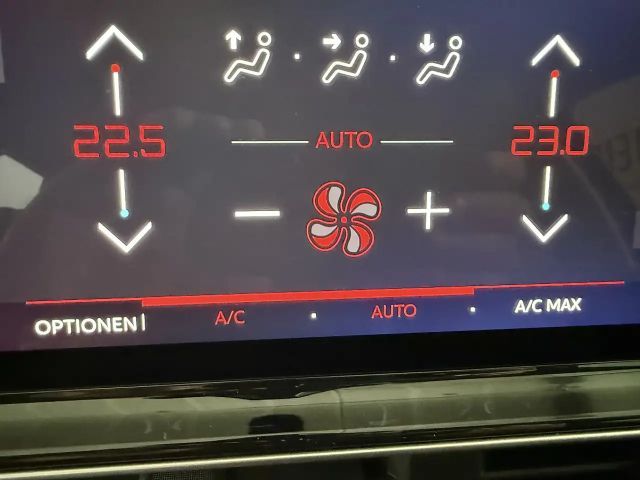 22.5
AUTO
23.0
OPTIONEN
A/C
AUTO
A/C MAX